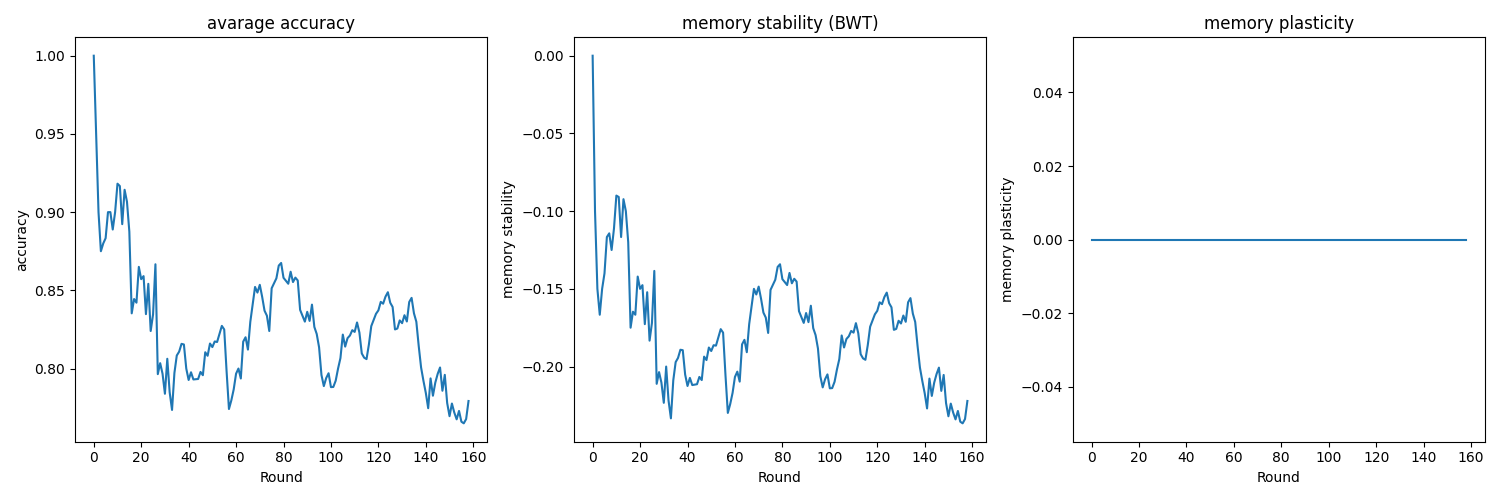 avarage accuracy
accuracy
1.00
0.95
0.90
0.85
0.80
0 20 40 60 80 100 120 140 160
Round
memory stability (BWT)
memory stability
0.00
−0.05
−0.10
−0.15
−0.20
0 20 40 60 80 100 120 140 160
Round
memory plasticity
memory plasticity
0.04
0.02
0.00
−0.02
−0.04
0 20 40 60 80 100 120 140 160
Round